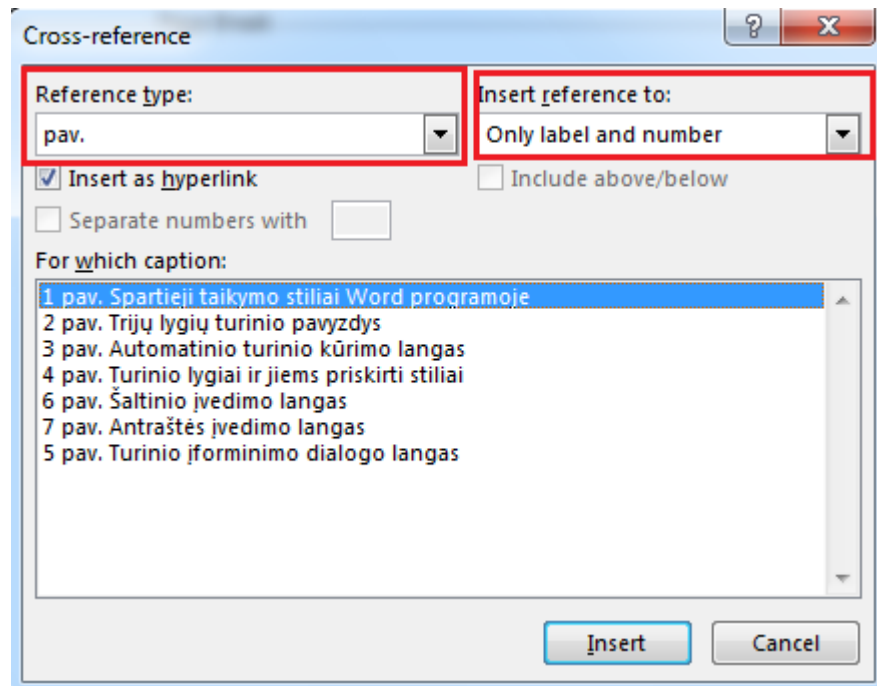 Cross-reference
Reference type:
Insert reference to:
pav.
Only label and number
Insert as hyperlink
Include above/below
Separate numbers with
For which caption:
1 pav. Spartieji taikymo stiliai Word programoje
2 pav. Trijų lygių turinio pavyzdys
3 pav. Automatinio turinio kūrimo langas
4 pav. Turinio lygiai ir jiems priskirti stiliai
6 pav. Šaltinio įvedimo langas
7 pav. Antraštės įvedimo langas
5 pav. Turinio įforminimo dialogo langas
Insert
Cancel